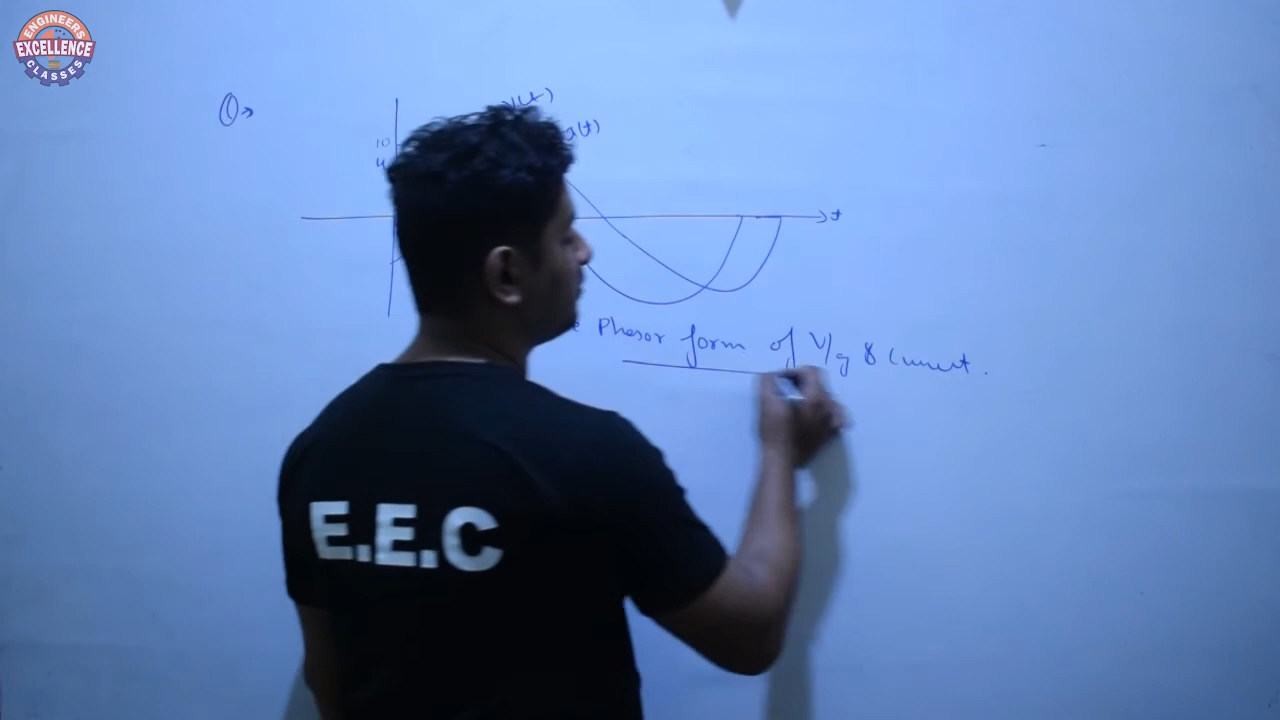 ENGINEERS
EXCELLENCE
CLASSES
Q→
10
t
Phasor form of V/g & Current.
E.E.C